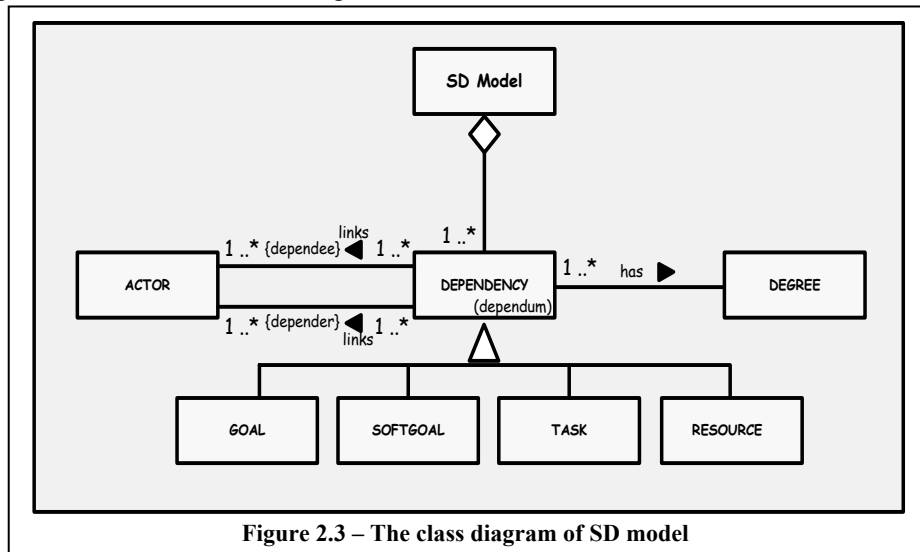 SD Model
links
1 ..*
1 ..* {dependee} 1 ..*
1 ..* has
ACTOR
DEPENDENCY
(dependum)
DEGREE
1 ..* {depender} 1 ..*
links
GOAL
SOFTGOAL
TASK
RESOURCE
Figure 2.3 – The class diagram of SD model